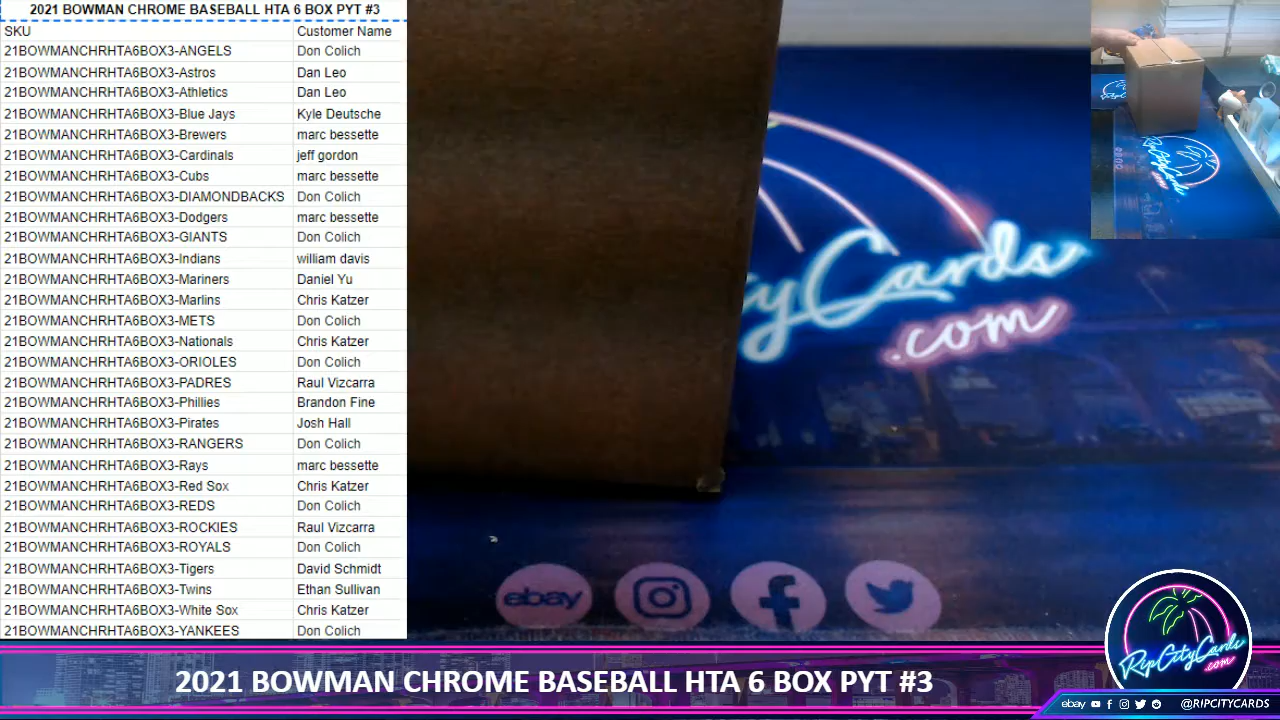 2021 BOWMAN CHROME BASEBALL HTA 6 BOX PYT #3
SKU Customer Name
21BOWMANCHRHTA6BOX3-ANGELS Don Colich
21BOWMANCHRHTA6BOX3-Astros Dan Leo
21BOWMANCHRHTA6BOX3-Athletics Dan Leo
21BOWMANCHRHTA6BOX3-Blue Jays Kyle Deutsche
21BOWMANCHRHTA6BOX3-Brewers marc bessette
21BOWMANCHRHTA6BOX3-Cardinals jeff gordon
21BOWMANCHRHTA6BOX3-Cubs marc bessette
21BOWMANCHRHTA6BOX3-DIAMONDBACKS Don Colich
21BOWMANCHRHTA6BOX3-Dodgers marc bessette
21BOWMANCHRHTA6BOX3-GIANTS Don Colich
21BOWMANCHRHTA6BOX3-Indians william davis
21BOWMANCHRHTA6BOX3-Mariners Daniel Yu
21BOWMANCHRHTA6BOX3-Marlins Chris Katzer
21BOWMANCHRHTA6BOX3-METS Don Colich
21BOWMANCHRHTA6BOX3-Nationals Chris Katzer
21BOWMANCHRHTA6BOX3-ORIOLES Don Colich
21BOWMANCHRHTA6BOX3-PADRES Raul Vizcarra
21BOWMANCHRHTA6BOX3-Phillies Brandon Fine
21BOWMANCHRHTA6BOX3-Pirates Josh Hall
21BOWMANCHRHTA6BOX3-RANGERS Don Colich
21BOWMANCHRHTA6BOX3-Rays marc bessette
21BOWMANCHRHTA6BOX3-Red Sox Chris Katzer
21BOWMANCHRHTA6BOX3-REDS Don Colich
21BOWMANCHRHTA6BOX3-ROCKIES Raul Vizcarra
21BOWMANCHRHTA6BOX3-ROYALS Don Colich
21BOWMANCHRHTA6BOX3-Tigers David Schmidt
21BOWMANCHRHTA6BOX3-Twins Ethan Sullivan
21BOWMANCHRHTA6BOX3-White Sox Chris Katzer
21BOWMANCHRHTA6BOX3-YANKEES Don Colich
yCards
.com
RipCityCards
ebay
2021 BOWMAN CHROME BASEBALL HTA 6 BOX PYT #3
RipCityCards
.com
ebay @RIPCITYCARDS